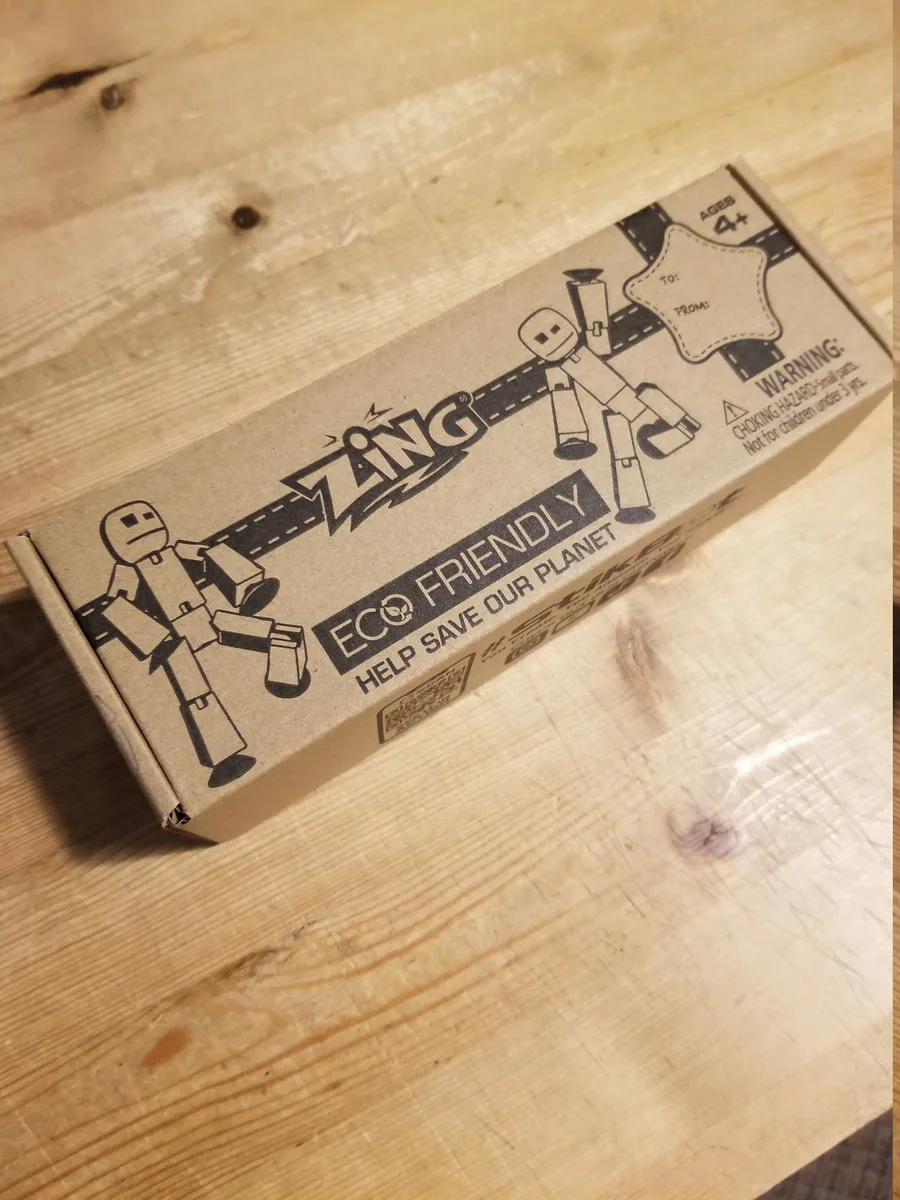 AGES
4+
TO:
FROM:
ZiNG®
WARNING:
CHOKING HAZARD-Small parts.
Not for children under 3 yrs.
ECO FRIENDLY
HELP SAVE OUR PLANET